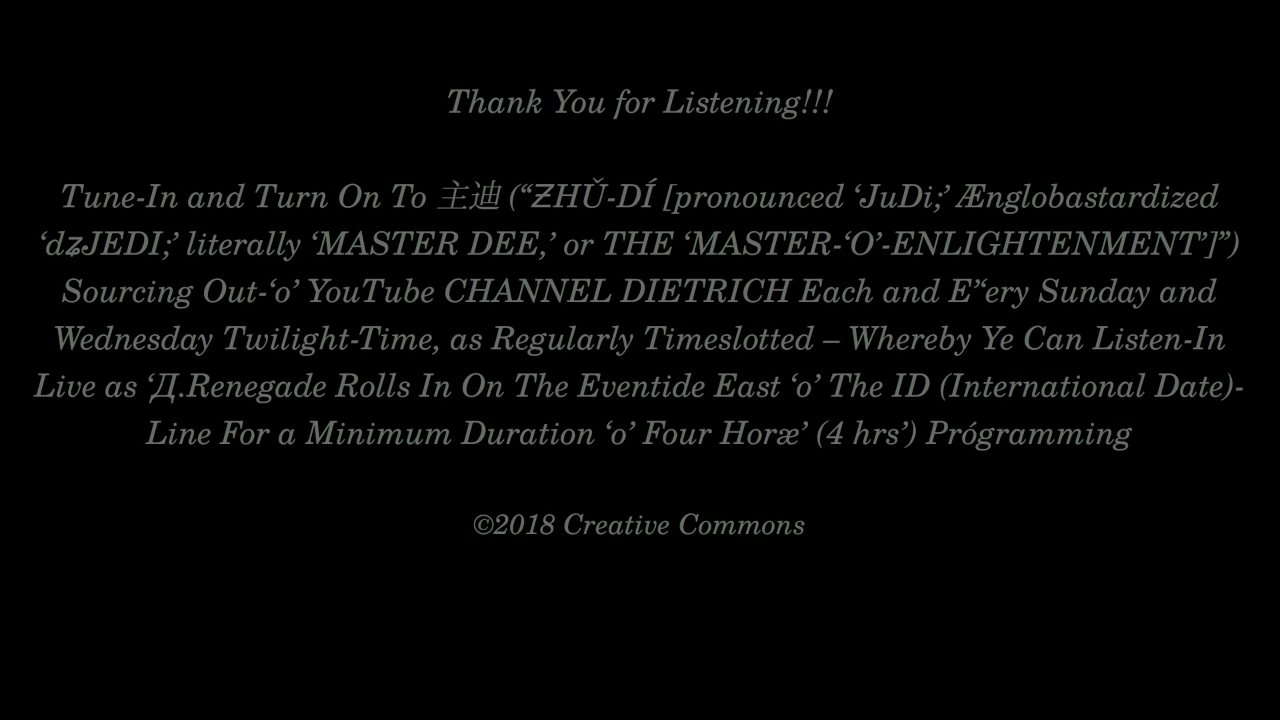 Thank You for Listening!!!
Tune-In and Turn On To 主迪 (“ƵHǓ-DÍ [pronounced ‘JuDi;’ Ænglobastardized
‘dʑJEDI;’ literally ‘MASTER DEE,’ or THE ‘MASTER-‘O’-ENLIGHTENMENT’]”)
Sourcing Out-‘o’ YouTube CHANNEL DIETRICH Each and E’‘ery Sunday and
Wednesday Twilight-Time, as Regularly Timeslotted – Whereby Ye Can Listen-In
Live as ‘Д.Renegade Rolls In On The Eventide East ‘o’ The ID (International Date)-
Line For a Minimum Duration ‘o’ Four Horæ’ (4 hrs’) Prógramming
©2018 Creative Commons